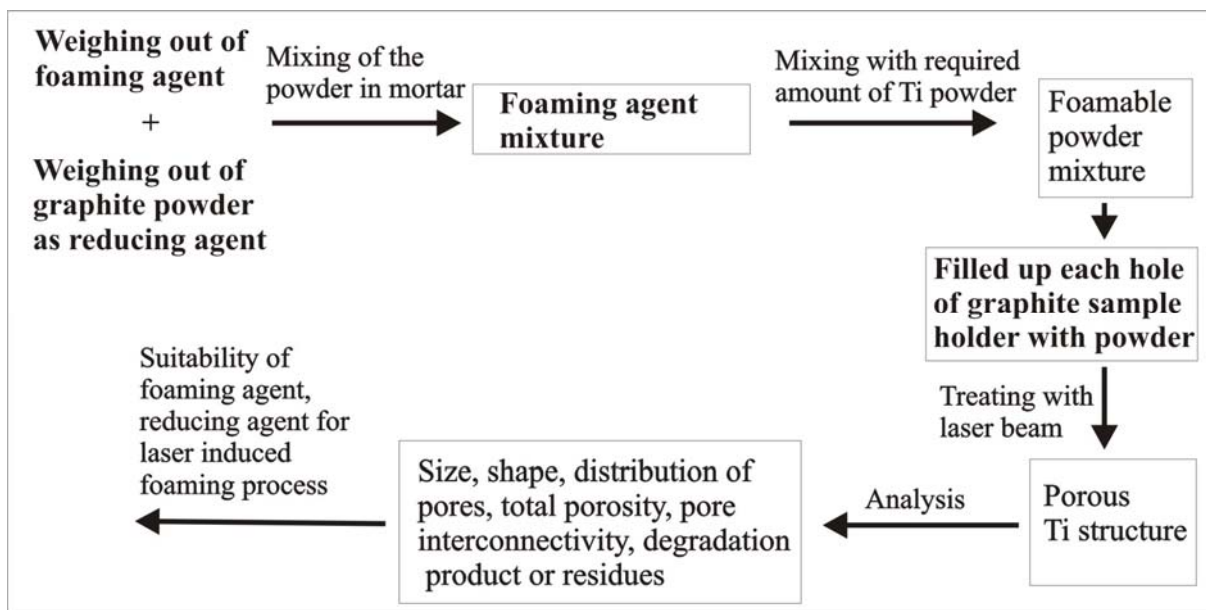 Weighing out of
foaming agent
+
Weighing out of
graphite powder
as reducing agent
Mixing of the
powder in mortar
Foaming agent
mixture
Mixing with required
amount of Ti powder
Foamable
powder
mixture
Filled up each hole
of graphite sample
holder with powder
Treating with
laser beam
Porous
Ti structure
Analysis
Size, shape, distribution of
pores, total porosity, pore
interconnectivity, degradation
product or residues
Suitability of
foaming agent,
reducing agent for
laser induced
foaming process